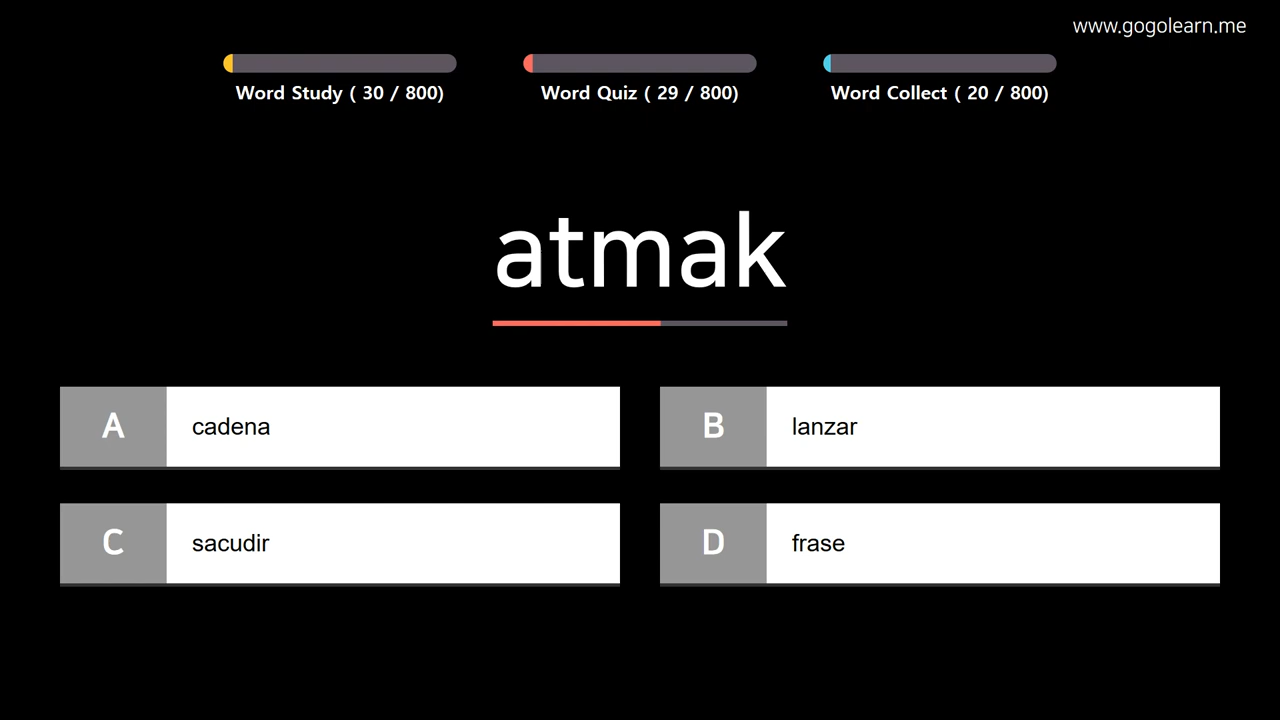 www.gogolearn.me
Word Study ( 30 / 800)
Word Quiz ( 29 / 800)
Word Collect ( 20 / 800)
atmak
A cadena
B lanzar
C sacudir
D frase